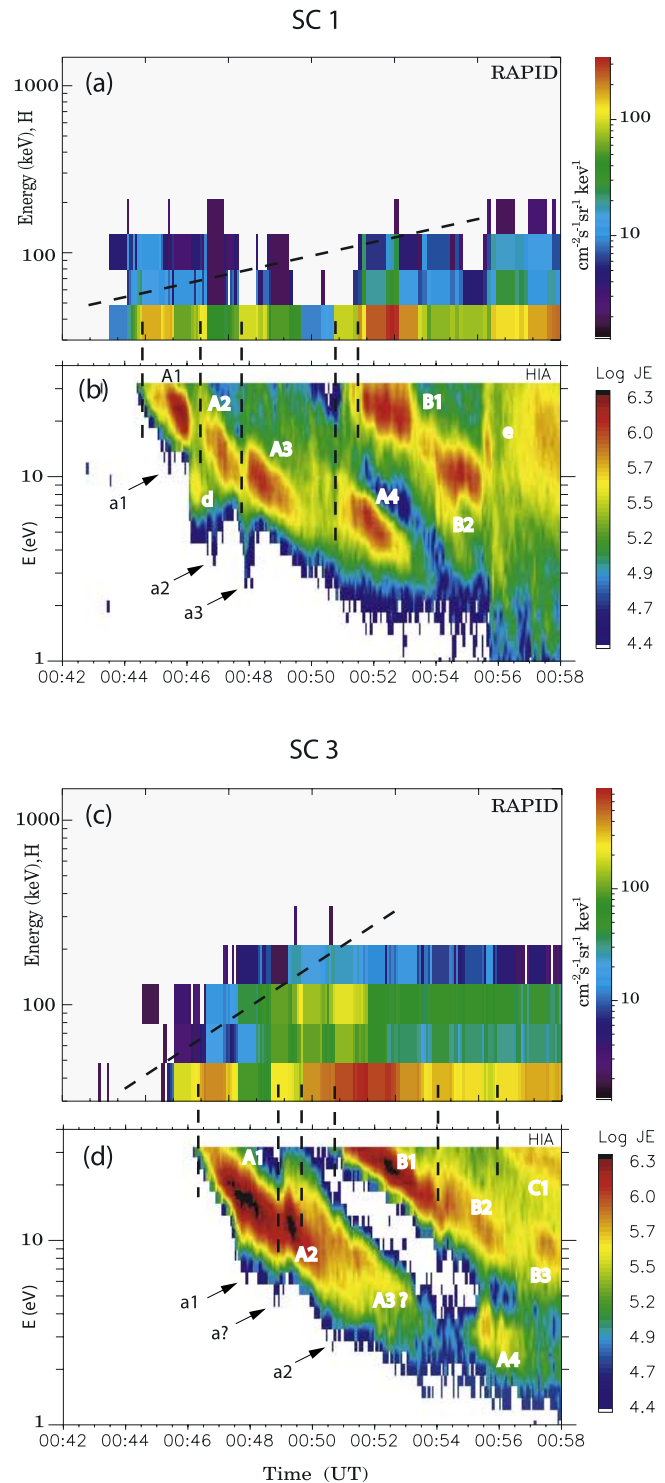 SC 1
(a)
RAPID
1000
100
Energy (keV), H
100
10
cm-2s-1sr-1 kev-1
(b)
HIA
A1
A2
A3
A4
B1
B2
d
e
a1
a2
a3
10
1
E (eV)
Log JE
6.3
6.0
5.7
5.5
5.2
4.9
4.7
4.4
00:42 00:44 00:46 00:48 00:50 00:52 00:54 00:56 00:58
SC 3
(c)
RAPID
1000
100
Energy (keV),H
100
10
cm-2s-1sr-1 kev-1
(d)
HIA
A1
A2
A3 ?
A4
B1
B2
B3
C1
a1
a?
a2
10
1
E (eV)
Log JE
6.3
6.0
5.7
5.5
5.2
4.9
4.7
4.4
00:42 00:44 00:46 00:48 00:50 00:52 00:54 00:56 00:58
Time (UT)